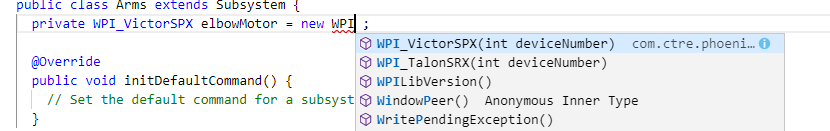 public class Arms extends Subsystem {
private WPI_VictorSPX elbowMotor = new WPI ;
WPI_VictorSPX(int deviceNumber) com.ctre.phoeni...
@Override
WPI_TalonSRX(int deviceNumber)
public void initDefaultCommand() {
WPILibVersion()
// Set the default command for a subsyst
WindowPeer() Anonymous Inner Type
}
WritePendingException()